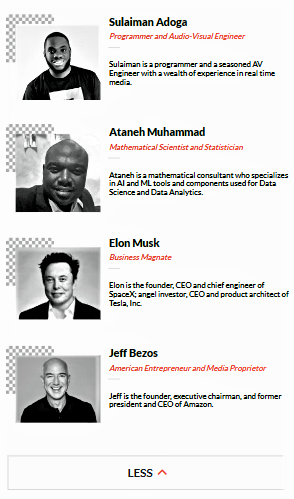 Sulaiman Adoga
Programmer and Audio-Visual Engineer
Sulaiman is a programmer and a seasoned AV
Engineer with a wealth of experience in real time
media.
Ataneh Muhammad
Mathematical Scientist and Statistician
Ataneh is a mathematical consultant who specializes
in AI and ML tools and components used for Data
Science and Data Analytics.
Elon Musk
Business Magnate
Elon is the founder, CEO and chief engineer of
SpaceX; angel investor, CEO and product architect of
Tesla, Inc.
Jeff Bezos
American Entrepreneur and Media Proprietor
Jeff is the founder, executive chairman, and former
president and CEO of Amazon.
LESS